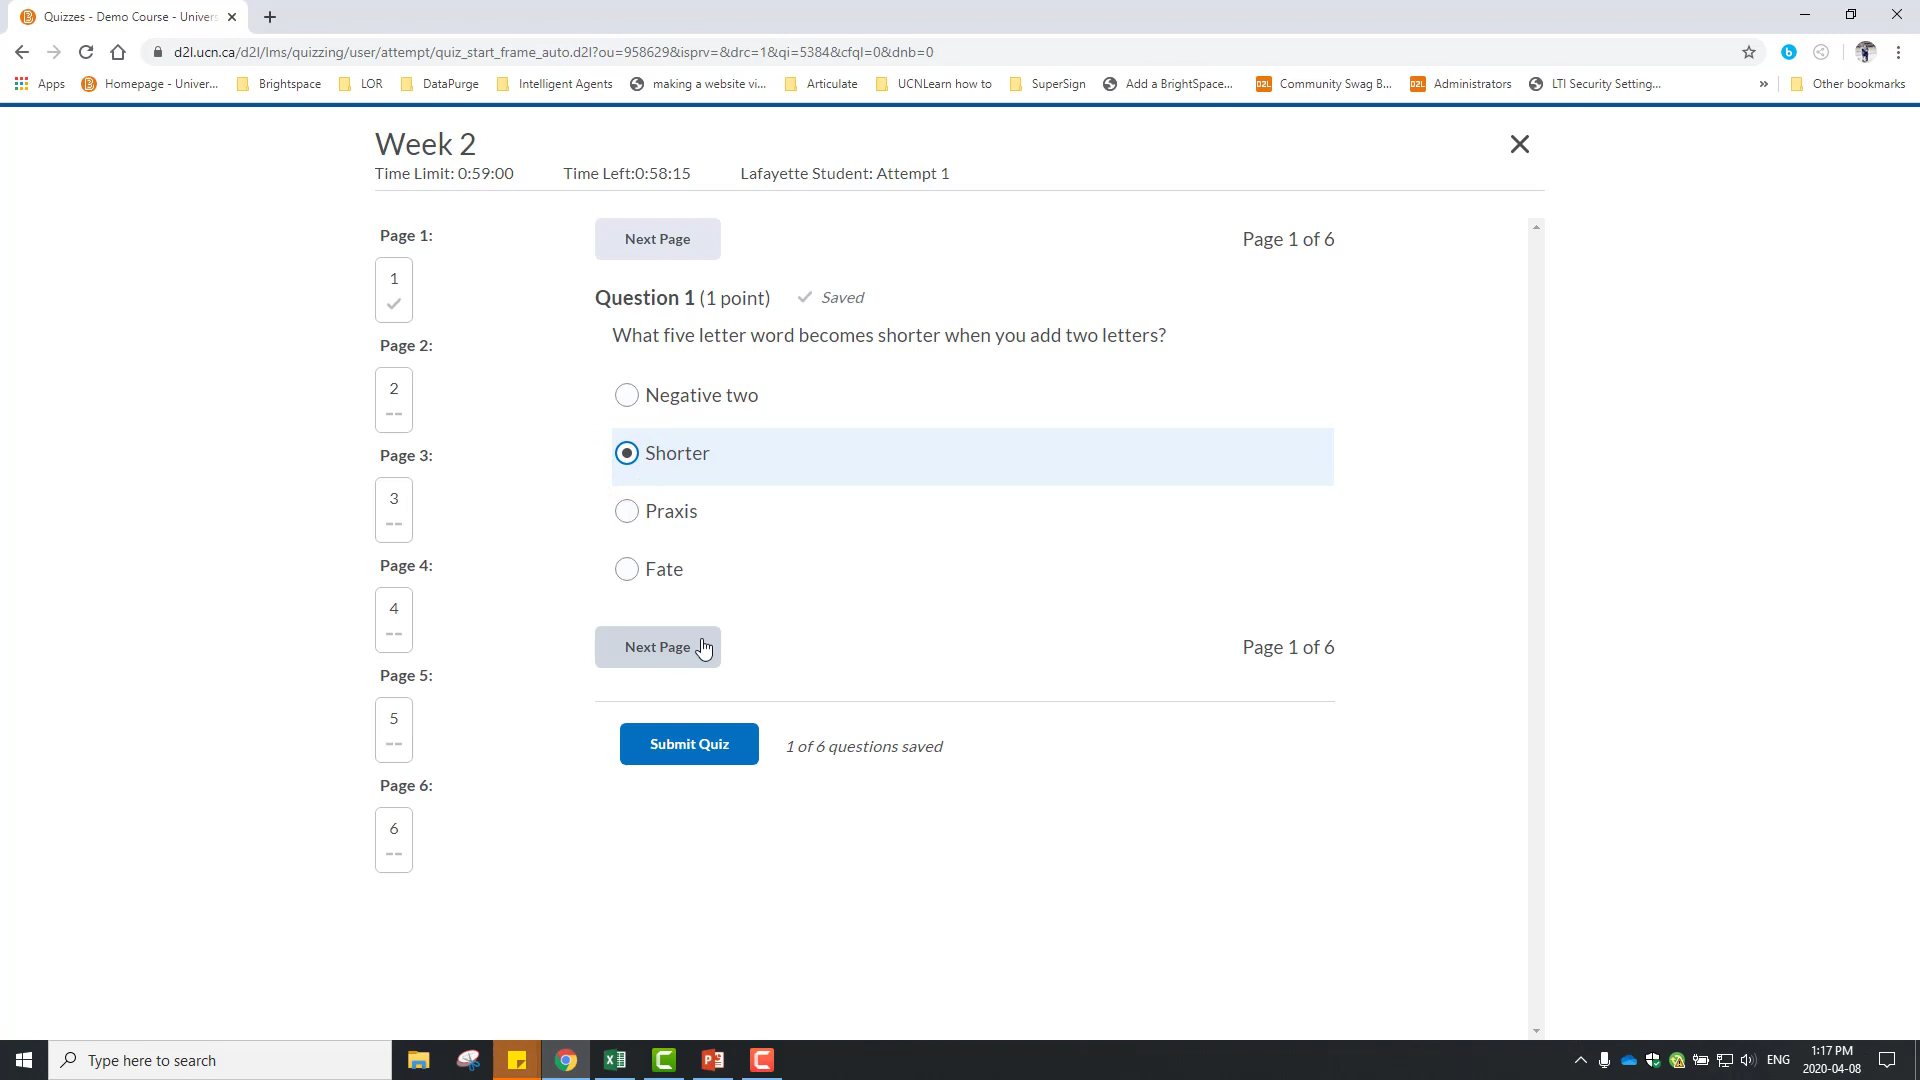 Quizzes - Demo Course - Univers
d2l.ucn.ca/d2l/lms/quizzing/user/attempt/quiz_start_frame_auto.d2l?ou=958629&isprv=&drc=1&qi=5384&cfql=0&dnb=0
Apps Homepage - Univer... Brightspace LOR DataPurge Intelligent Agents making a website vi... Articulate UCNLearn how to SuperSign Add a BrightSpace... D2L Community Swag B... D2L Administrators LTI Security Setting... » Other bookmarks
Week 2
Time Limit: 0:59:00 Time Left:0:58:15 Lafayette Student: Attempt 1
Page 1:
1
Page 2:
2
--
Page 3:
3
--
Page 4:
4
--
Page 5:
5
--
Page 6:
6
--
Next Page Page 1 of 6
Question 1 (1 point) Saved
What five letter word becomes shorter when you add two letters?
Negative two
Shorter
Praxis
Fate
Next Page Page 1 of 6
Submit Quiz 1 of 6 questions saved
Type here to search
ENG
1:17 PM
2020-04-08